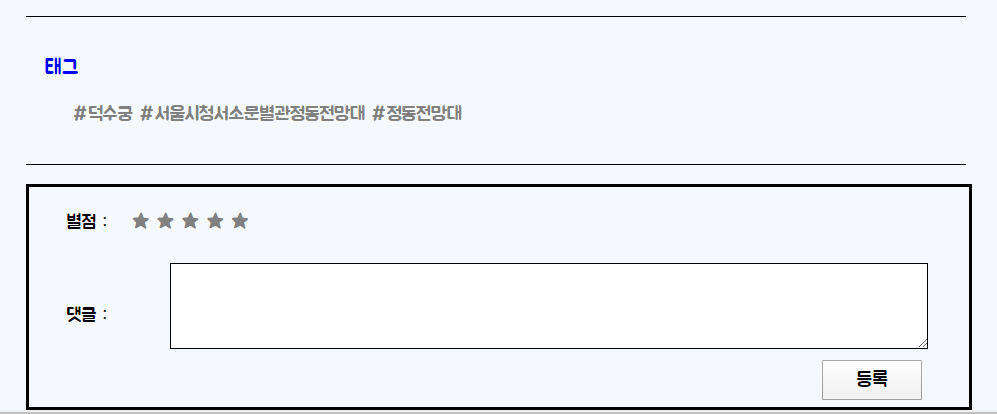 태그
#덕수궁 #서울시청서소문별관정동전망대 #정동전망대
별점 : ★ ★ ★ ★ ★
댓글 :
등록